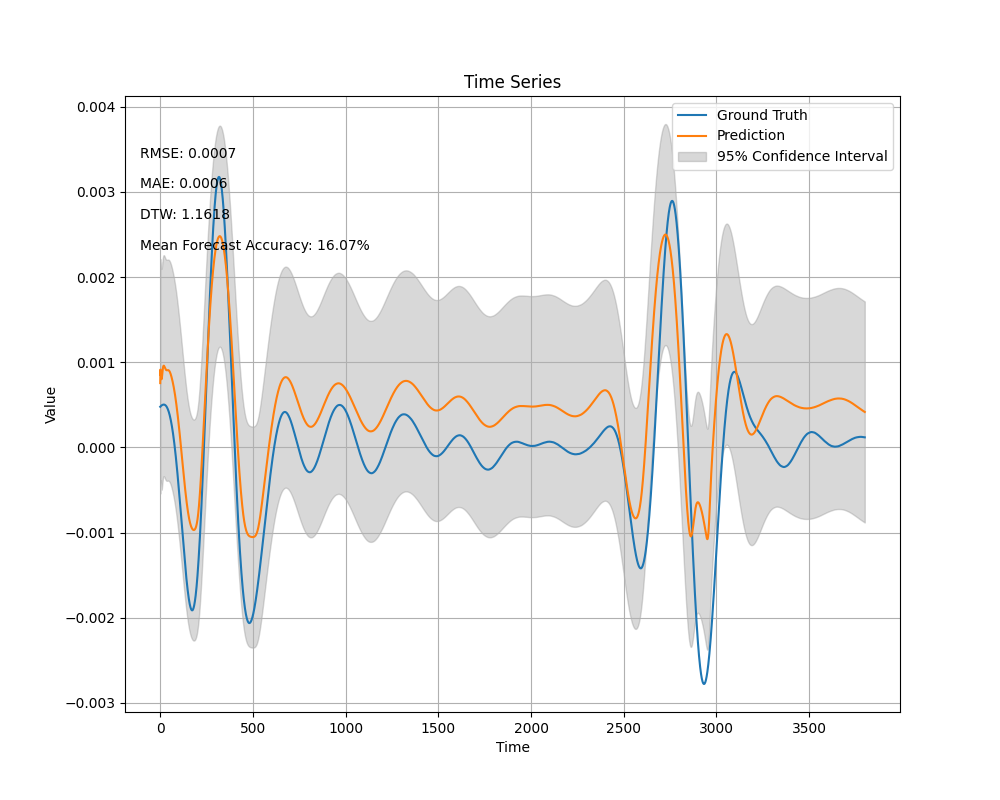 Time Series
0.004
0.003
0.002
0.001
0.000
−0.001
−0.002
−0.003
Value
RMSE: 0.0007
MAE: 0.0006
DTW: 1.1618
Mean Forecast Accuracy: 16.07%
Ground Truth
Prediction
95% Confidence Interval
0 500 1000 1500 2000 2500 3000 3500
Time